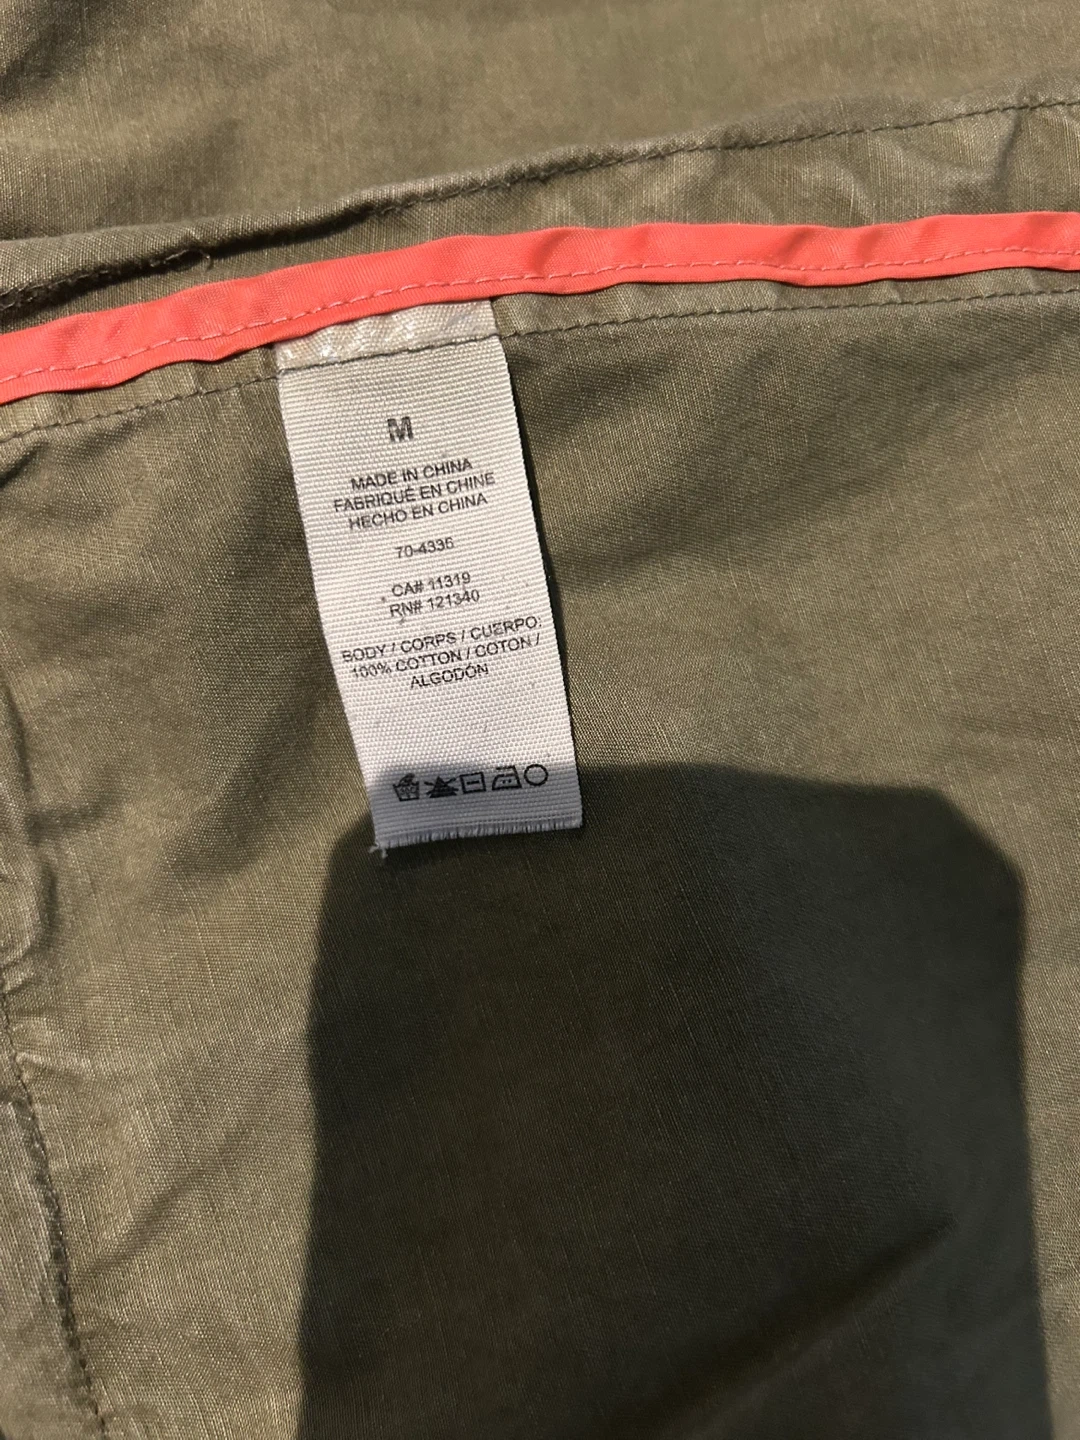 M
MADE IN CHINA
FABRIQUÉ EN CHINE
HECHO EN CHINA
70-4336
CA# 11319
RN# 121340
BODY / CORPS / CUERPO:
100% COTTON / COTON /
ALGODÓN